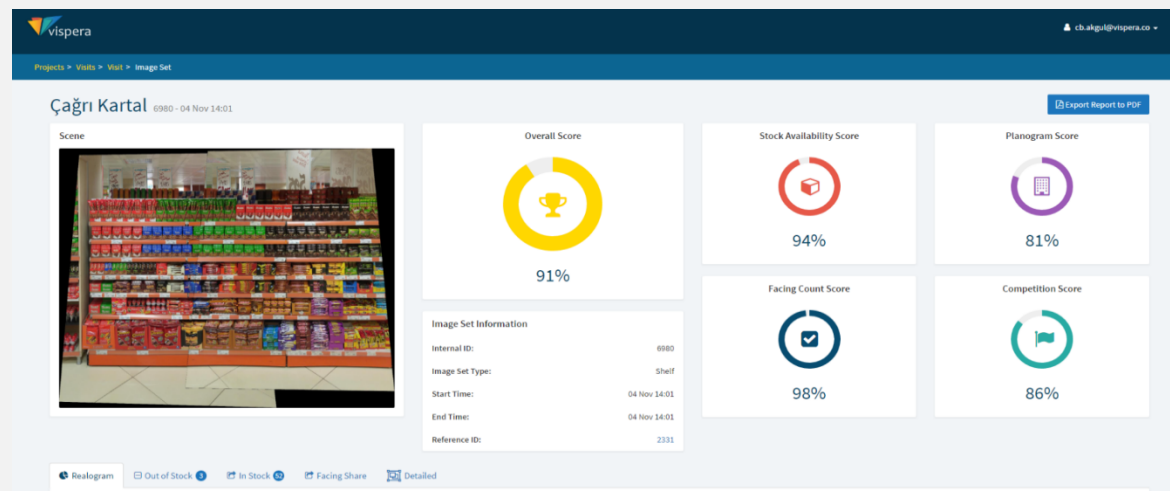 vispera
cb.akgul@vispera.co
Projects > Visits > Visit > Image Set
Çağrı Kartal 6980 - 04 Nov 14:01
Export Report to PDF
Scene
Overall Score
91%
Stock Availability Score
94%
Planogram Score
81%
Facing Count Score
98%
Competition Score
86%
Image Set Information
Internal ID: 6980
Image Set Type: Shelf
Start Time: 04 Nov 14:01
End Time: 04 Nov 14:01
Reference ID: 2331
Realogram Out of Stock 3 In Stock 52 Facing Share Detailed